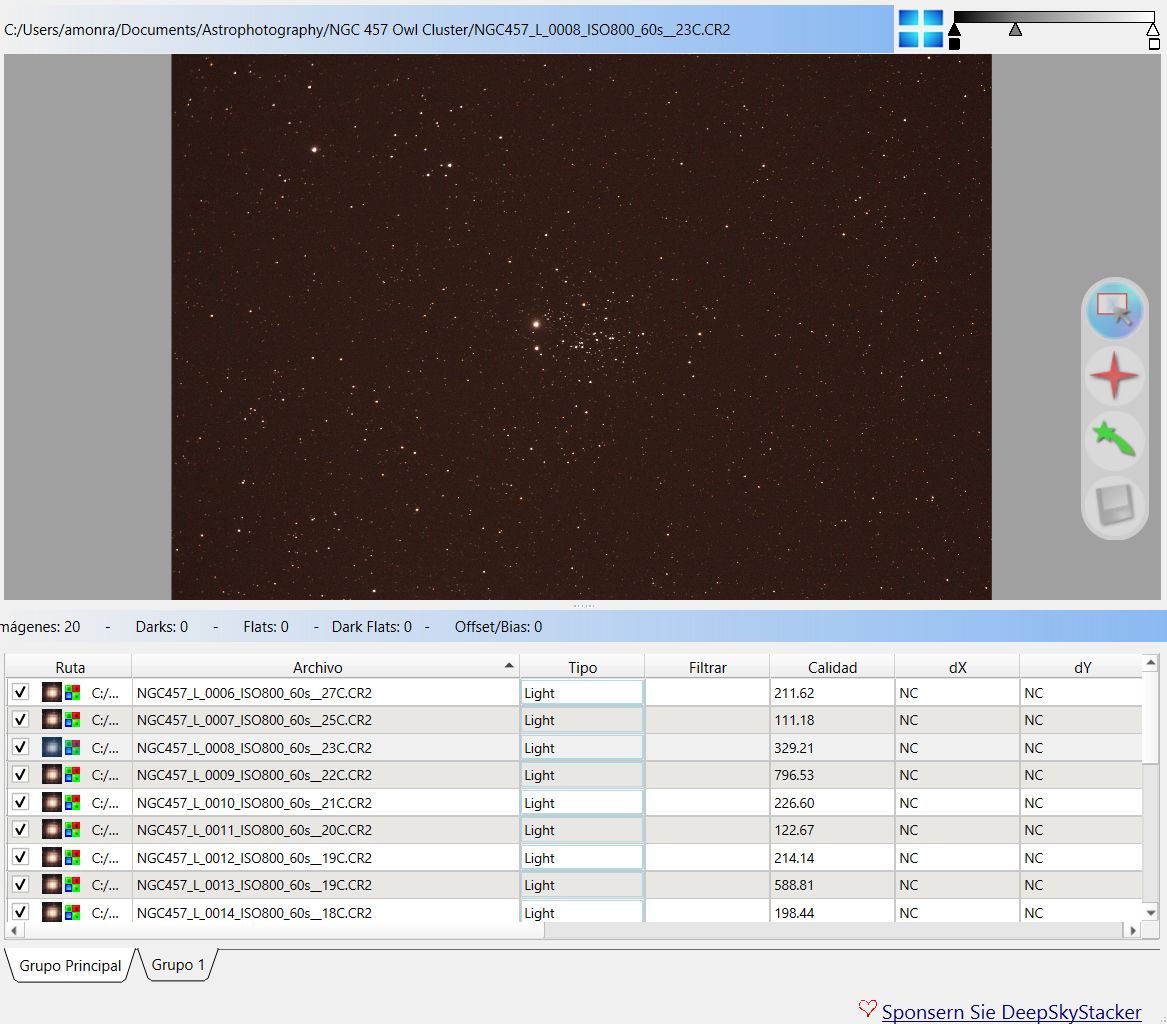 C:/Users/amonra/Documents/Astrophotography/NGC 457 Owl Cluster/NGC457_L_0008_ISO800_60s__23C.CR2
mágenes: 20 - Darks: 0 - Flats: 0 - Dark Flats: 0 - Offset/Bias: 0
Ruta Archivo Tipo Filtrar Calidad dX dY
C:/... NGC457_L_0006_ISO800_60s__27C.CR2 Light 211.62 NC NC
C:/... NGC457_L_0007_ISO800_60s__25C.CR2 Light 111.18 NC NC
C:/... NGC457_L_0008_ISO800_60s__23C.CR2 Light 329.21 NC NC
C:/... NGC457_L_0009_ISO800_60s__22C.CR2 Light 796.53 NC NC
C:/... NGC457_L_0010_ISO800_60s__21C.CR2 Light 226.60 NC NC
C:/... NGC457_L_0011_ISO800_60s__20C.CR2 Light 122.67 NC NC
C:/... NGC457_L_0012_ISO800_60s__19C.CR2 Light 214.14 NC NC
C:/... NGC457_L_0013_ISO800_60s__19C.CR2 Light 588.81 NC NC
C:/... NGC457_L_0014_ISO800_60s__18C.CR2 Light 198.44 NC NC
Grupo Principal Grupo 1
Sponsern Sie DeepSkyStacker